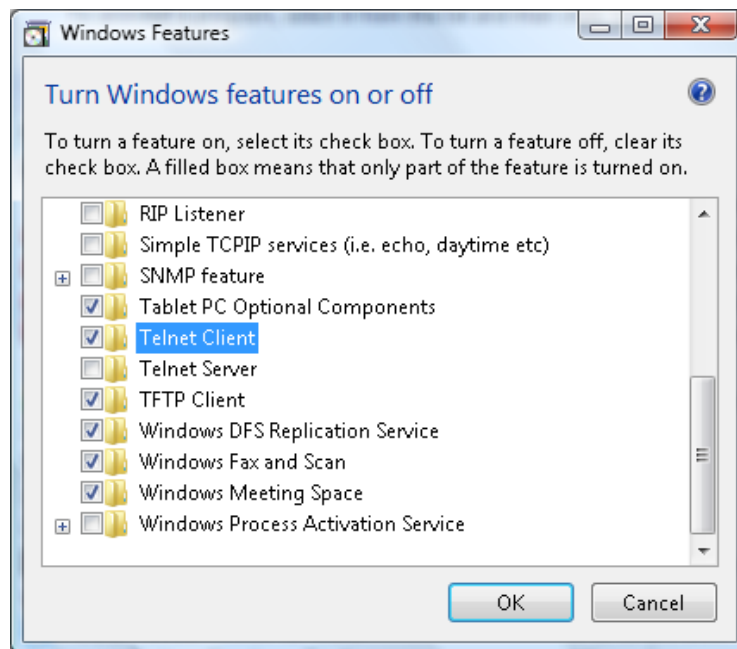 Windows Features
Turn Windows features on or off
To turn a feature on, select its check box. To turn a feature off, clear its
check box. A filled box means that only part of the feature is turned on.
RIP Listener
Simple TCPIP services (i.e. echo, daytime etc)
SNMP feature
Tablet PC Optional Components
Telnet Client
Telnet Server
TFTP Client
Windows DFS Replication Service
Windows Fax and Scan
Windows Meeting Space
Windows Process Activation Service
OK Cancel